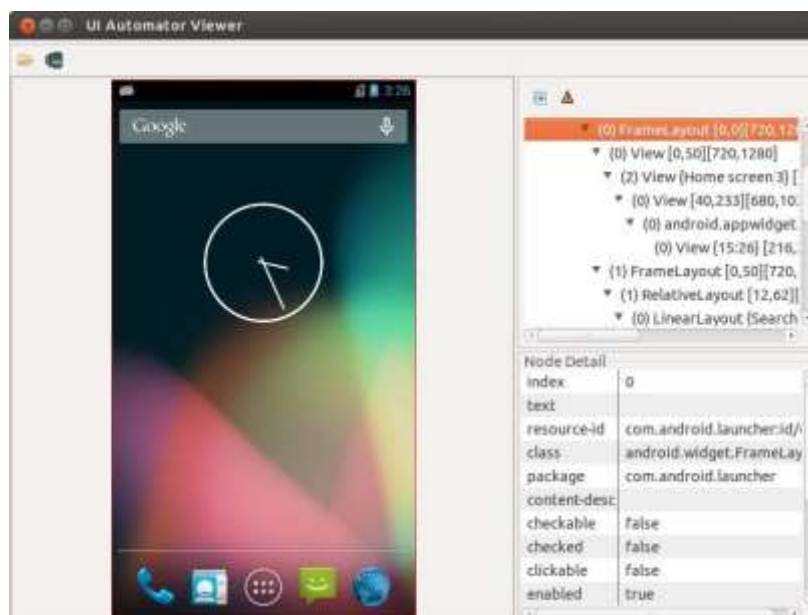 UI Automator Viewer
3:26
Google
(0) FrameLayout [0,0][720,128
(0) View [0,50][720,1280]
(2) View {Home screen 3} [
(0) View [40,233][680,10.
(0) android.appwidget.
(0) View {15:26} [216,
(1) FrameLayout [0,50][720,
(1) RelativeLayout [12,62][
(0) LinearLayout {Search
Node Detail
index 0
text
resource-id com.android.launcher:id/
class android.widget.FrameLay
package com.android.launcher
content-desc
checkable false
checked false
clickable false
enabled true